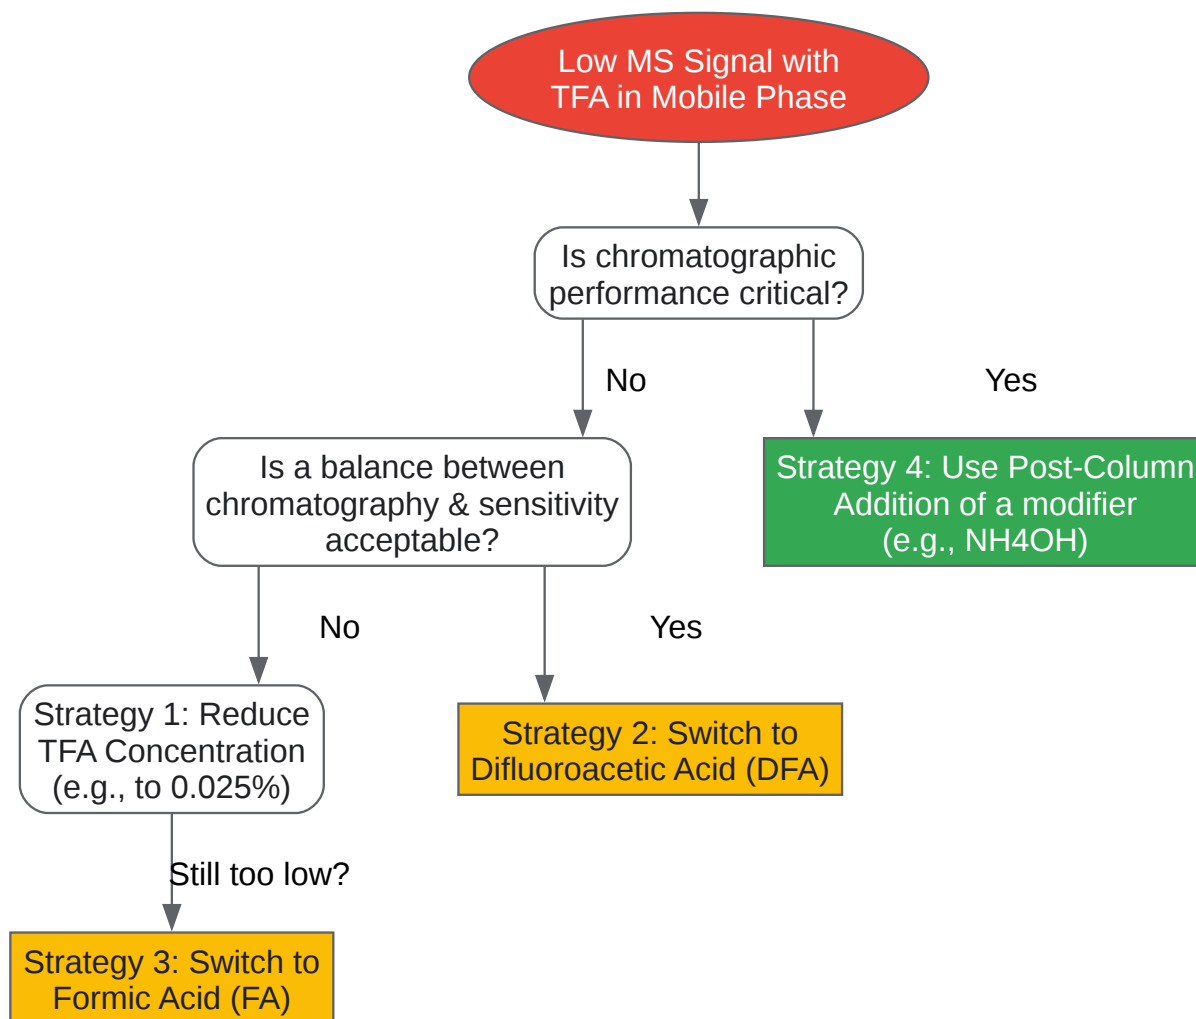 Low MS Signal with
TFA in Mobile Phase
Is chromatographic
performance critical?
No
Yes
Is a balance between
chromatography & sensitivity
acceptable?
Strategy 4: Use Post-Column
Addition of a modifier
(e.g., NH4OH)
No
Yes
Strategy 1: Reduce
TFA Concentration
(e.g., to 0.025%)
Strategy 2: Switch to
Difluoroacetic Acid (DFA)
Still too low?
Strategy 3: Switch to
Formic Acid (FA)